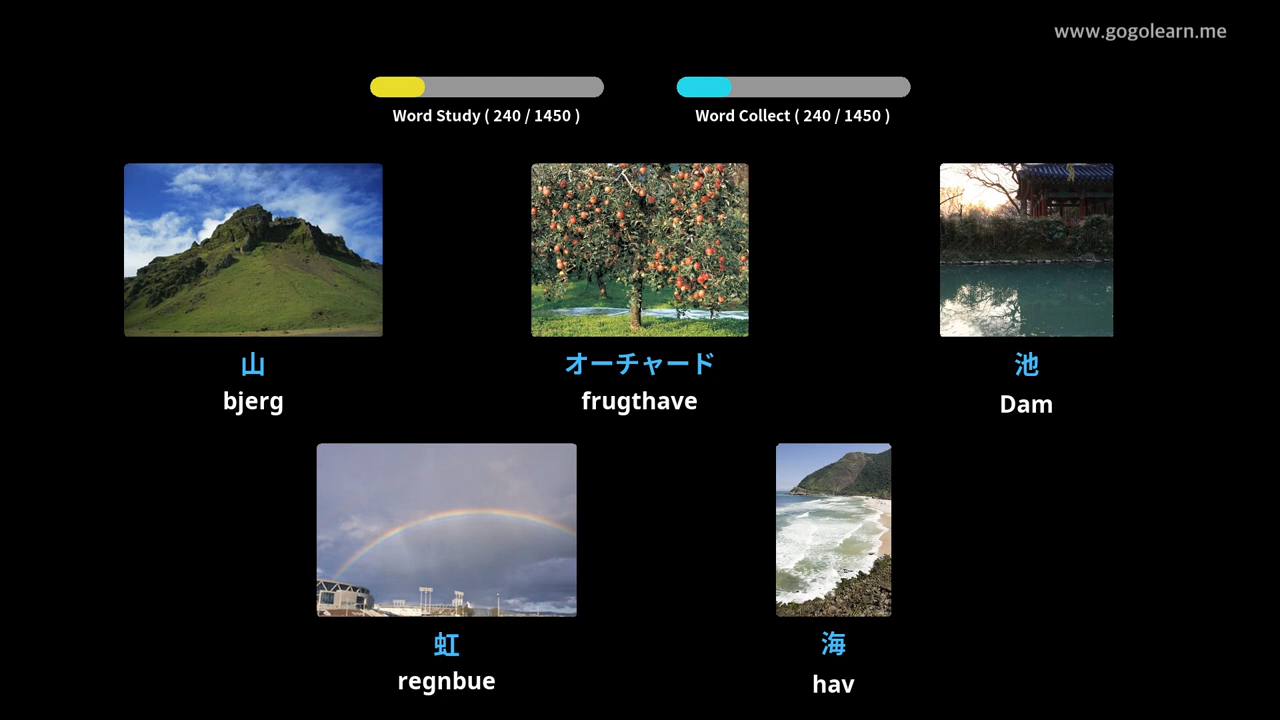 www.gogolearn.me
Word Study ( 240 / 1450 )
Word Collect ( 240 / 1450 )
山
bjerg
オーチャード
frugthave
池
Dam
虹
regnbue
海
hav